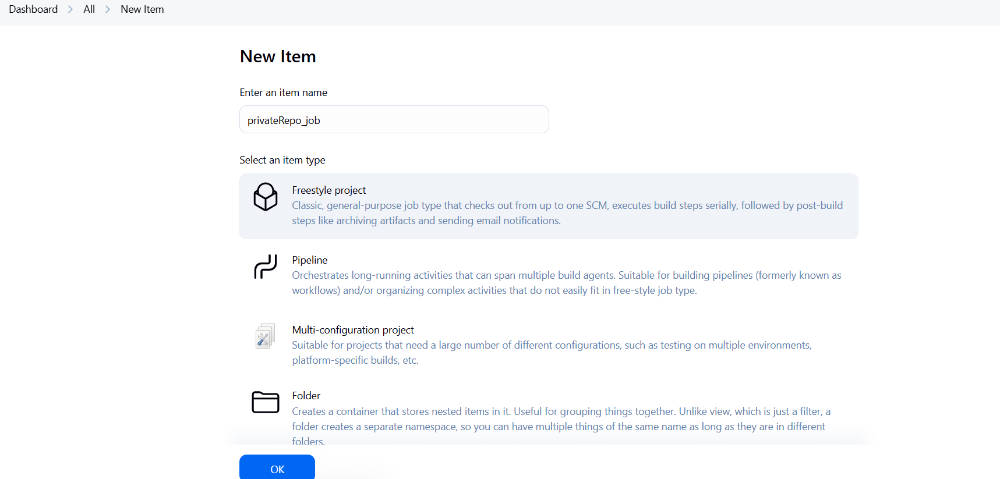 Dashboard > All > New Item
New Item
Enter an item name
privateRepo_job
Select an item type
Freestyle project
Classic, general-purpose job type that checks out from up to one SCM, executes build steps serially, followed by post-build
steps like archiving artifacts and sending email notifications.
Pipeline
Orchestrates long-running activities that can span multiple build agents. Suitable for building pipelines (formerly known as
workflows) and/or organizing complex activities that do not easily fit in free-style job type.
Multi-configuration project
Suitable for projects that need a large number of different configurations, such as testing on multiple environments,
platform-specific builds, etc.
Folder
Creates a container that stores nested items in it. Useful for grouping things together. Unlike view, which is just a filter, a
folder creates a separate namespace, so you can have multiple things of the same name as long as they are in different
folders.
OK